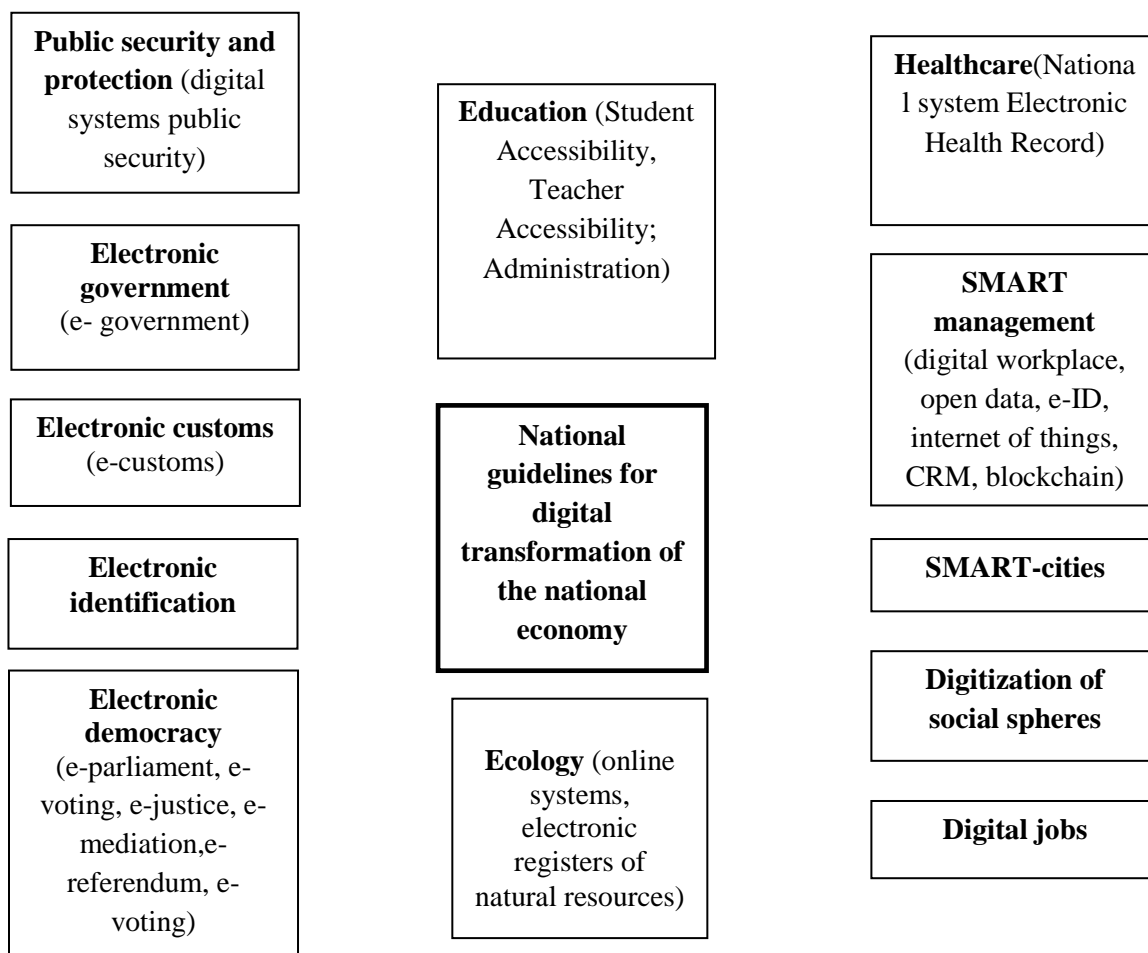 Public security and
protection (digital
systems public
security)
Electronic
government
(e- government)
Electronic customs
(e-customs)
Electronic
identification
Electronic
democracy
(e-parliament, e-
voting, e-justice, e-
mediation,e-
referendum, e-
voting)
Education (Student
Accessibility,
Teacher
Accessibility;
Administration)
National
guidelines for
digital
transformation of
the national
economy
Ecology (online
systems,
electronic
registers of
natural resources)
Healthcare(Nationa
l system Electronic
Health Record)
SMART
management
(digital workplace,
open data, e-ID,
internet of things,
CRM, blockchain)
SMART-cities
Digitization of
social spheres
Digital jobs